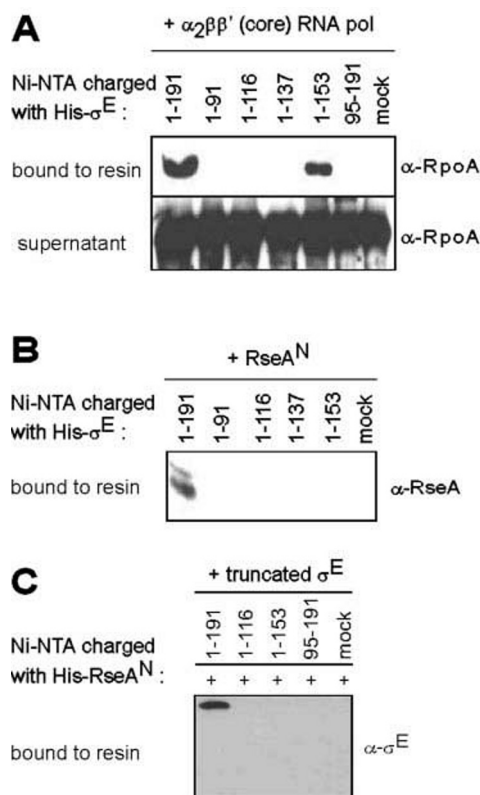 A
+ α2ββ' (core) RNA pol
Ni-NTA charged
with His-σE :
1-191
1-91
1-116
1-137
1-153
95-191
mock
bound to resin
α-RpoA
supernatant
α-RpoA
B
+ RseAN
Ni-NTA charged
with His-σE :
1-191
1-91
1-116
1-137
1-153
mock
bound to resin
α-RseA
C
+ truncated σE
Ni-NTA charged
with His-RseAN :
1-191
1-116
1-153
95-191
mock
+ + + + +
bound to resin
α-σE